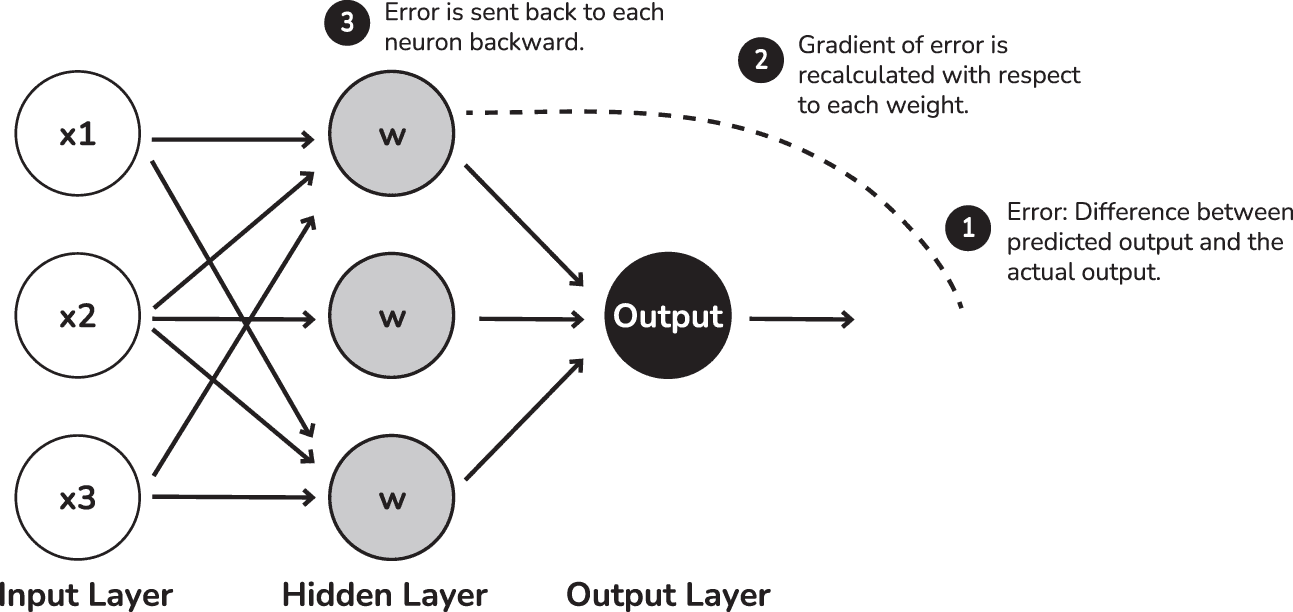 3 Error is sent back to each
neuron backward.
2 Gradient of error is
recalculated with respect
to each weight.
1 Error: Difference between
predicted output and the
actual output.
x1
w
x2
w
Output
x3
w
Input Layer
Hidden Layer
Output Layer